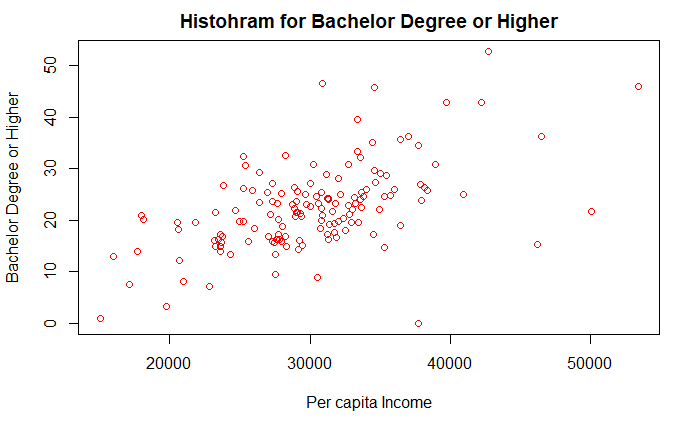 Histohram for Bachelor Degree or Higher
Bachelor Degree or Higher
50
40
30
20
10
0
20000 30000 40000 50000
Per capita Income